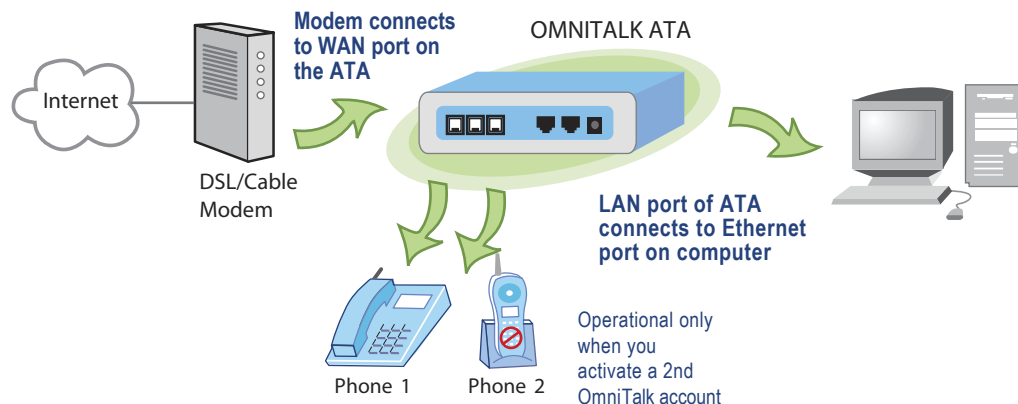 Modem connects
to WAN port on
the ATA
OMNITALK ATA
Internet
DSL/Cable
Modem
LAN port of ATA
connects to Ethernet
port on computer
Operational only
when you
activate a 2nd
OmniTalk account
Phone 1
Phone 2